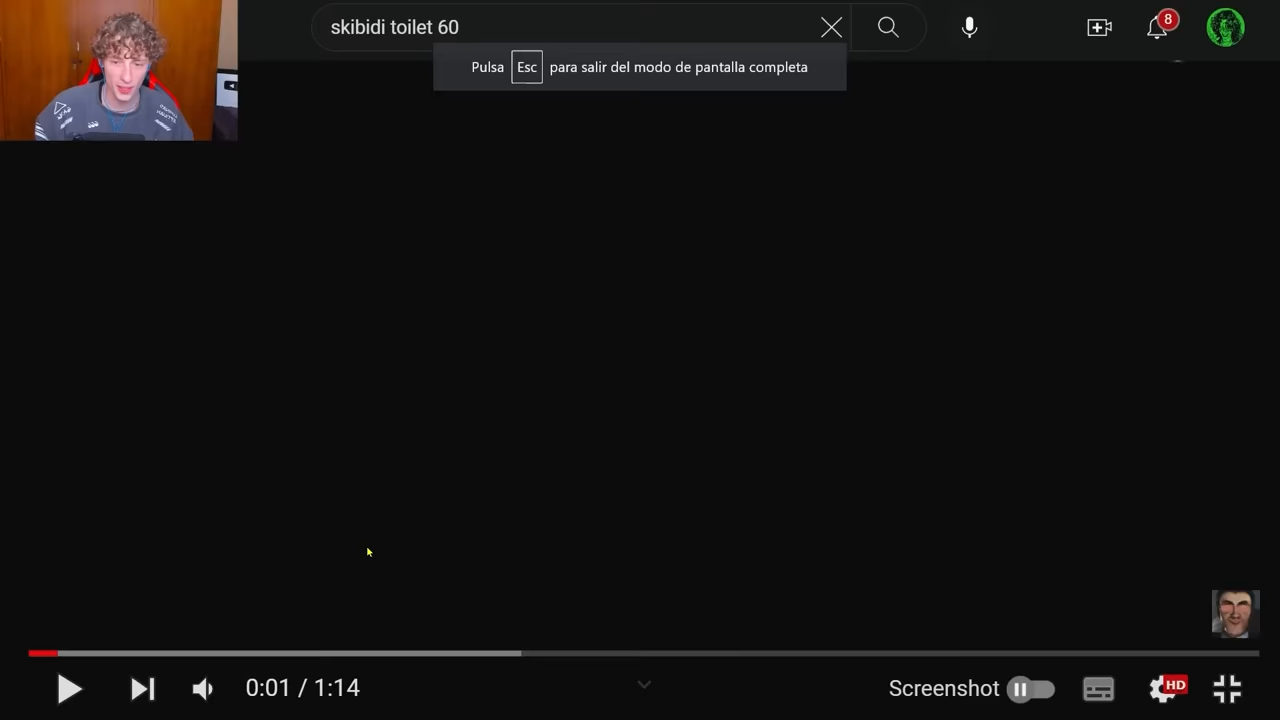 skibidi toilet 60
8
Pulsa Esc para salir del modo de pantalla completa
0:01 / 1:14
Screenshot
HD